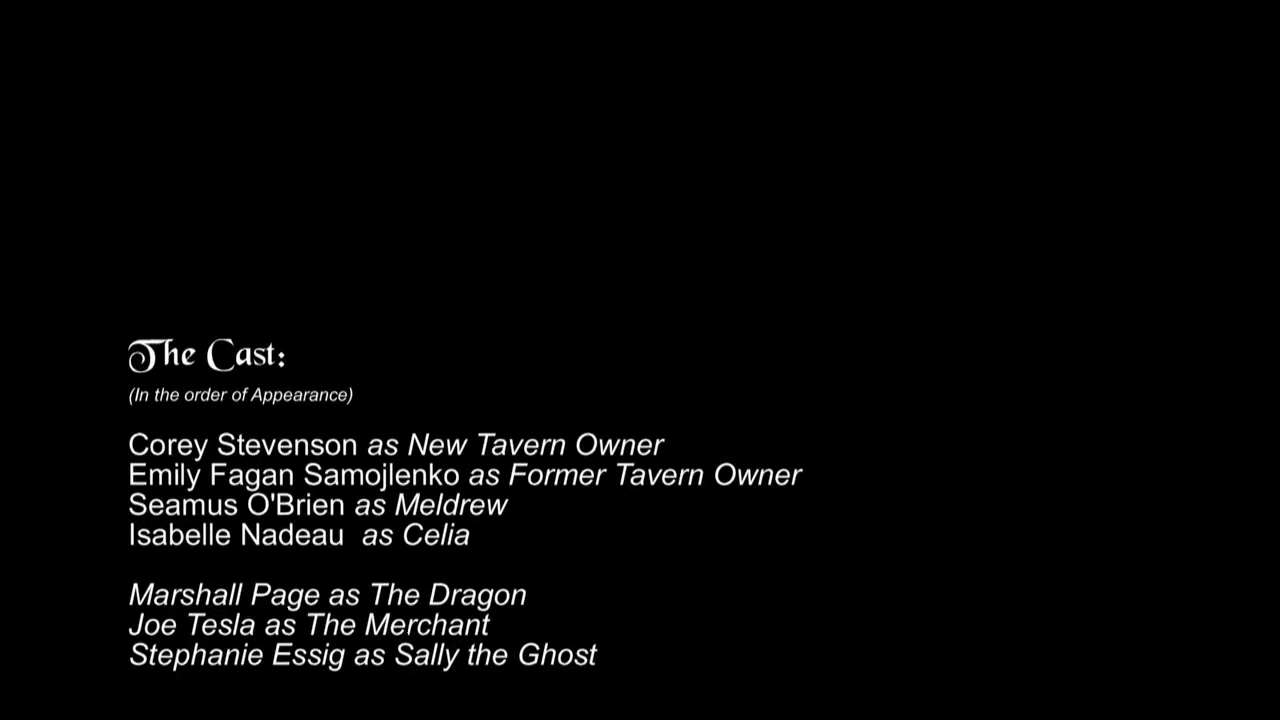 The Cast:
(In the order of Appearance)
Corey Stevenson as New Tavern Owner
Emily Fagan Samojlenko as Former Tavern Owner
Seamus O'Brien as Meldrew
Isabelle Nadeau  as Celia
Marshall Page as The Dragon
Joe Tesla as The Merchant
Stephanie Essig as Sally the Ghost